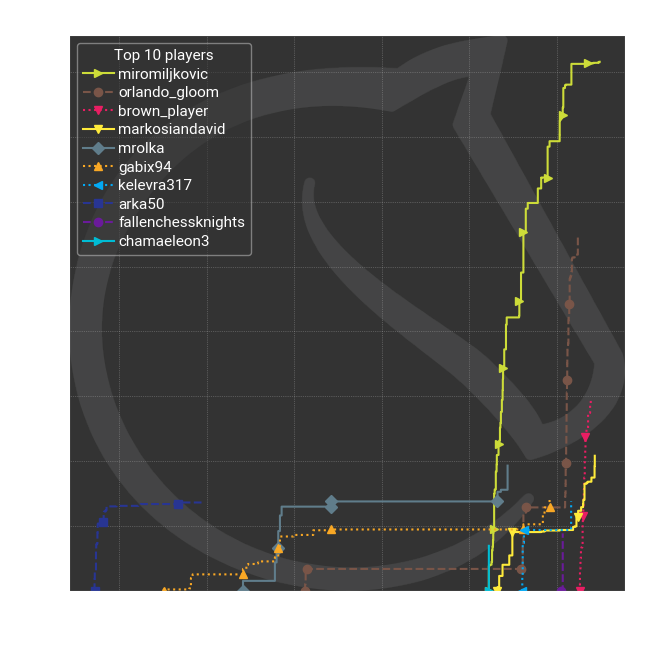 Top 10 players
miromiljkovic
orlando_gloom
brown_player
markosiandavid
mrolka
gabix94
kelevra317
arka50
fallenchessknights
chamaeleon3